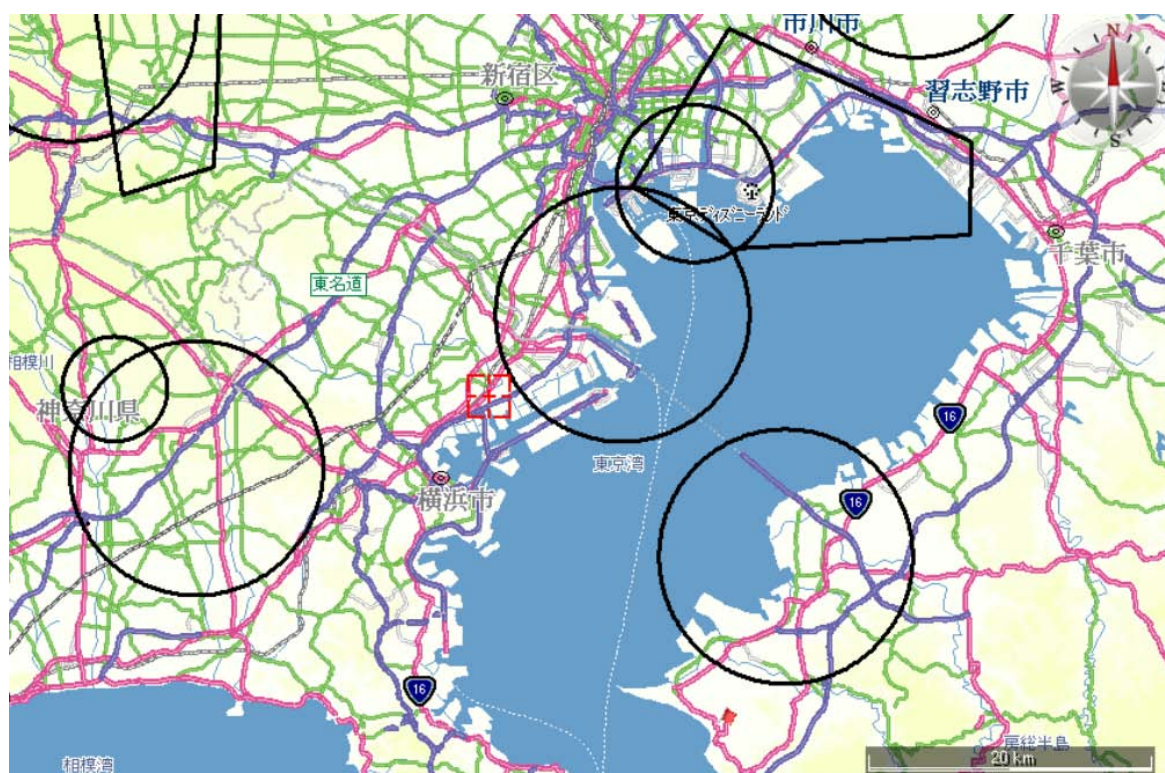 市川市
N
新宿区
習志野市
W
E
S
東京ディズニーランド
千葉市
東名道
相模川
神奈川県
16
東京湾
横浜市
16
16
房総半島
20 km
相模湾